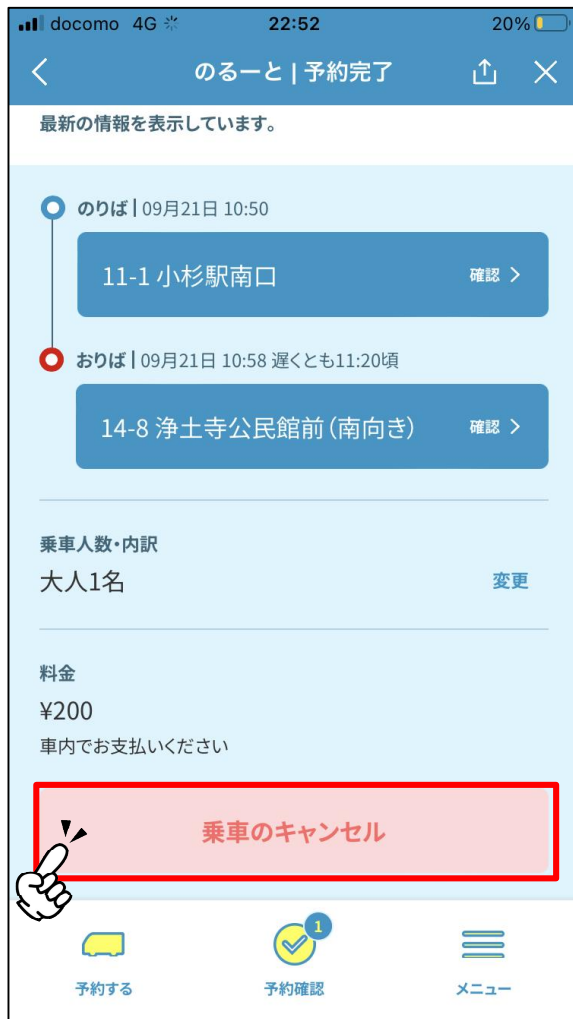 docomo 4G 22:52 20%
のるーと | 予約完了
最新の情報を表示しています。
のりば | 09月21日 10:50
11-1 小杉駅南口 確認
おりば | 09月21日 10:58 遅くとも11:20頃
14-8 浄土寺公民館前(南向き) 確認
乗車人数・内訳
大人1名 変更
料金
¥200
車内でお支払いください
乗車のキャンセル
1
予約する 予約確認 メニュー